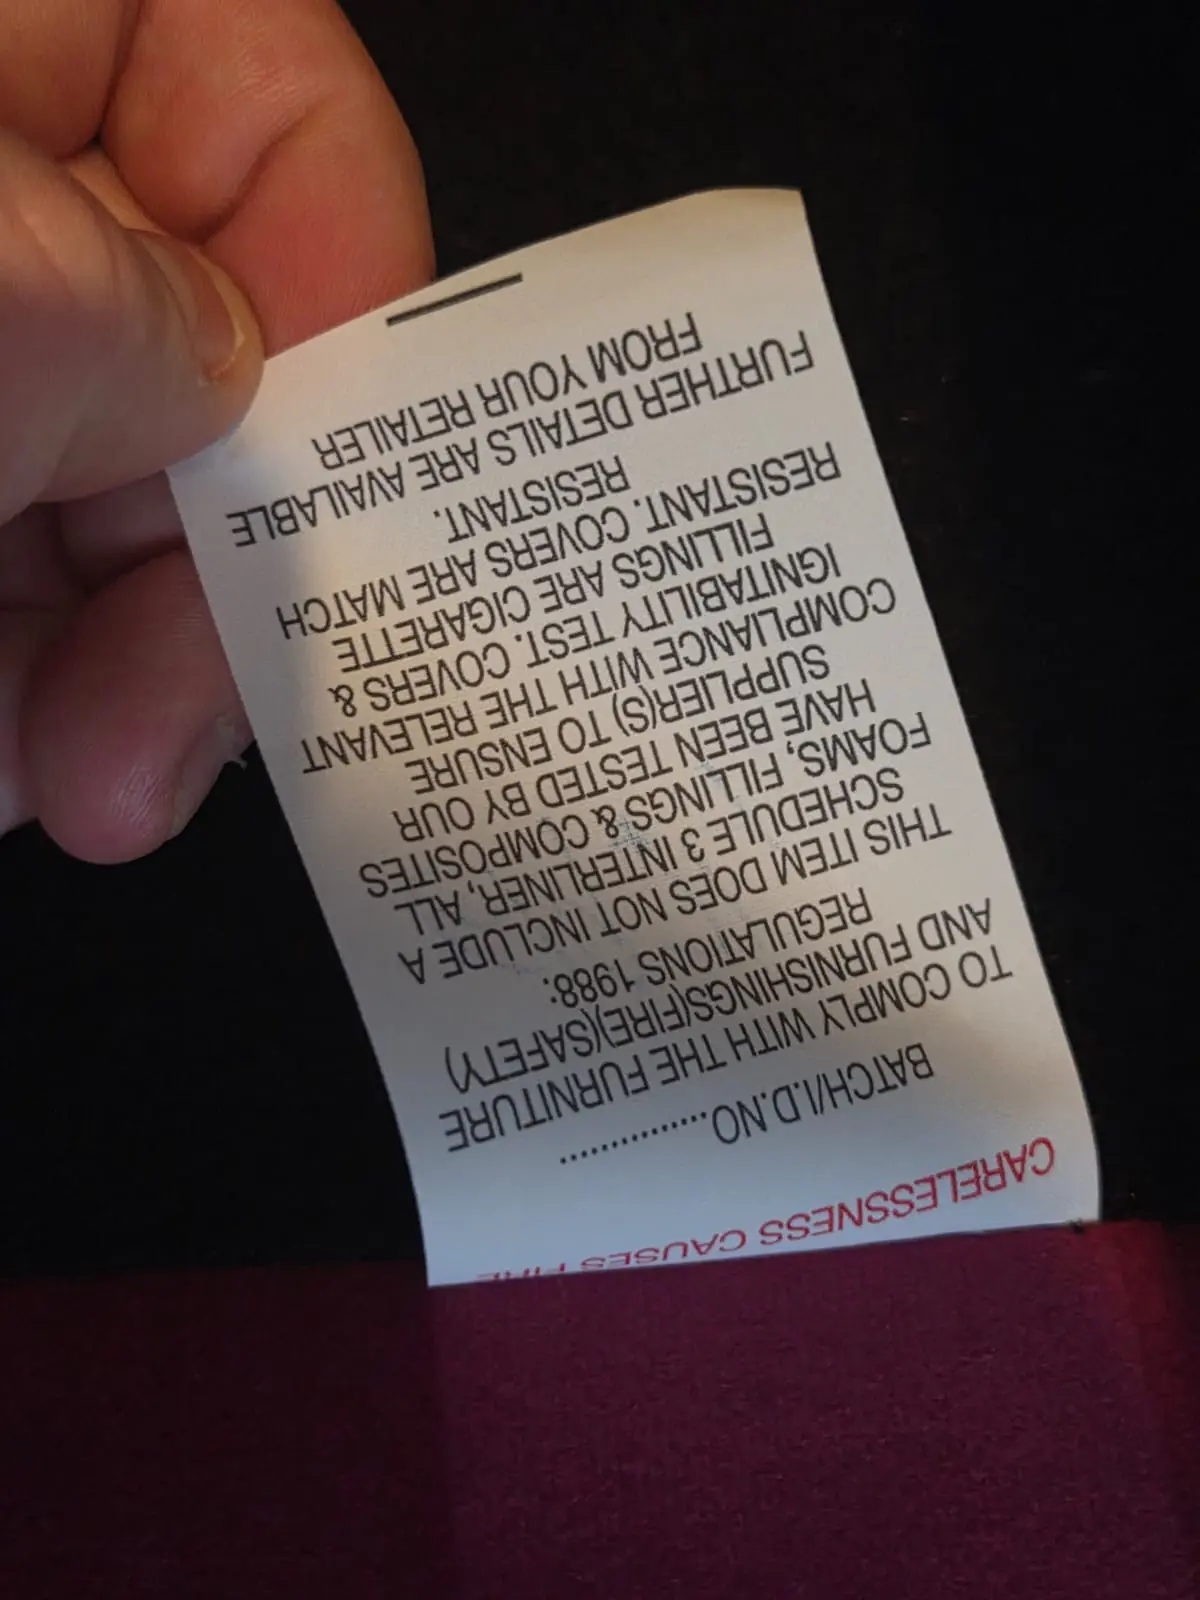 CARELESSNESS CAUSES FIRE
BATCH/I.D.NO................
TO COMPLY WITH THE FURNITURE
AND FURNISHINGS(FIRE)(SAFETY)
REGULATIONS 1988:
THIS ITEM DOES NOT INCLUDE A
SCHEDULE 3 INTERLINER, ALL
FOAMS, FILLINGS & COMPOSITES
HAVE BEEN TESTED BY OUR
SUPPLIER(S) TO ENSURE
COMPLIANCE WITH THE RELEVANT
IGNITABILITY TEST. COVERS &
FILLINGS ARE CIGARETTE
RESISTANT. COVERS ARE MATCH
RESISTANT.
FURTHER DETAILS ARE AVAILABLE
FROM YOUR RETAILER